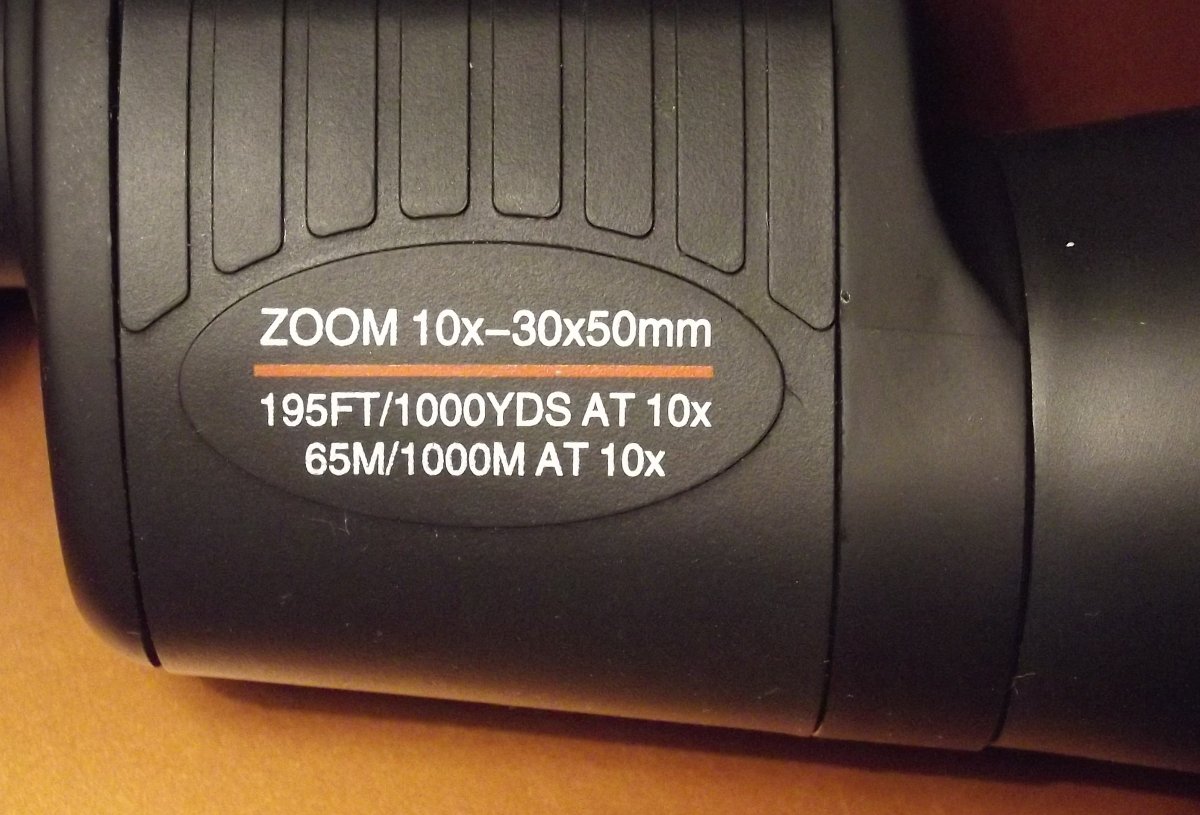 ZOOM 10x–30x50mm
195FT/1000YDS AT 10x
65M/1000M AT 10x